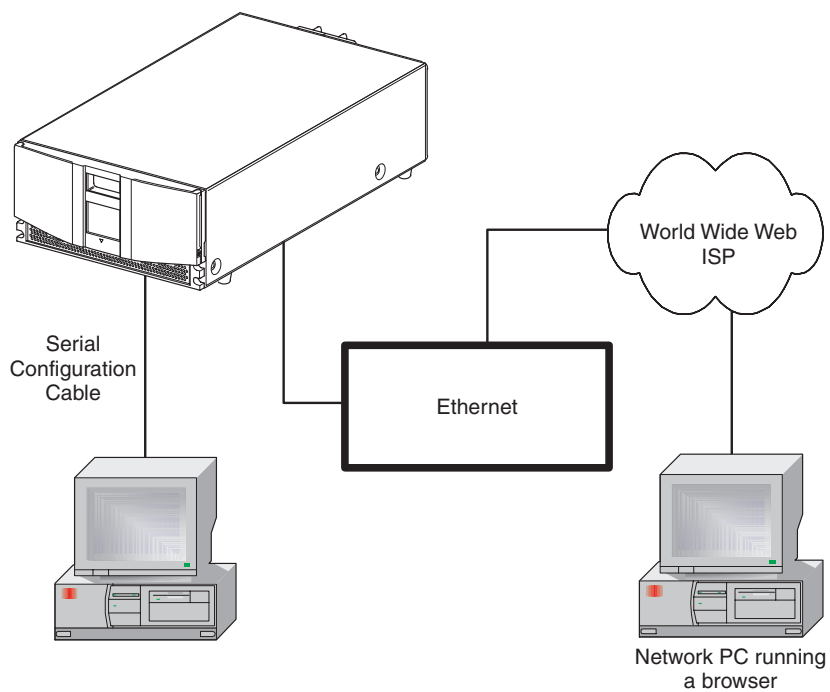 World Wide Web
ISP
Serial
Configuration
Cable
Ethernet
Network PC running
a browser